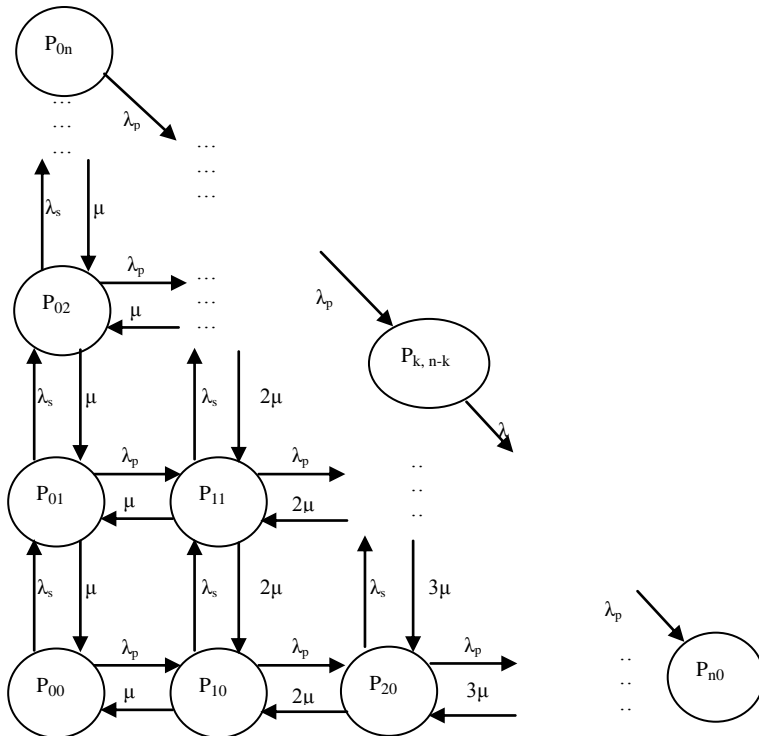 P0n
...
...
...
λp
...
...
...
λs
μ
λp
P02
λp
μ
...
...
...
λp
Pk, n-k
λ
λs
μ
λs
2μ
P01
λp
μ
P11
λp
2μ
..
..
..
λs
μ
λs
2μ
λs
3μ
λp
P00
λp
μ
P10
λp
2μ
P20
λp
3μ
..
..
..
Pn0